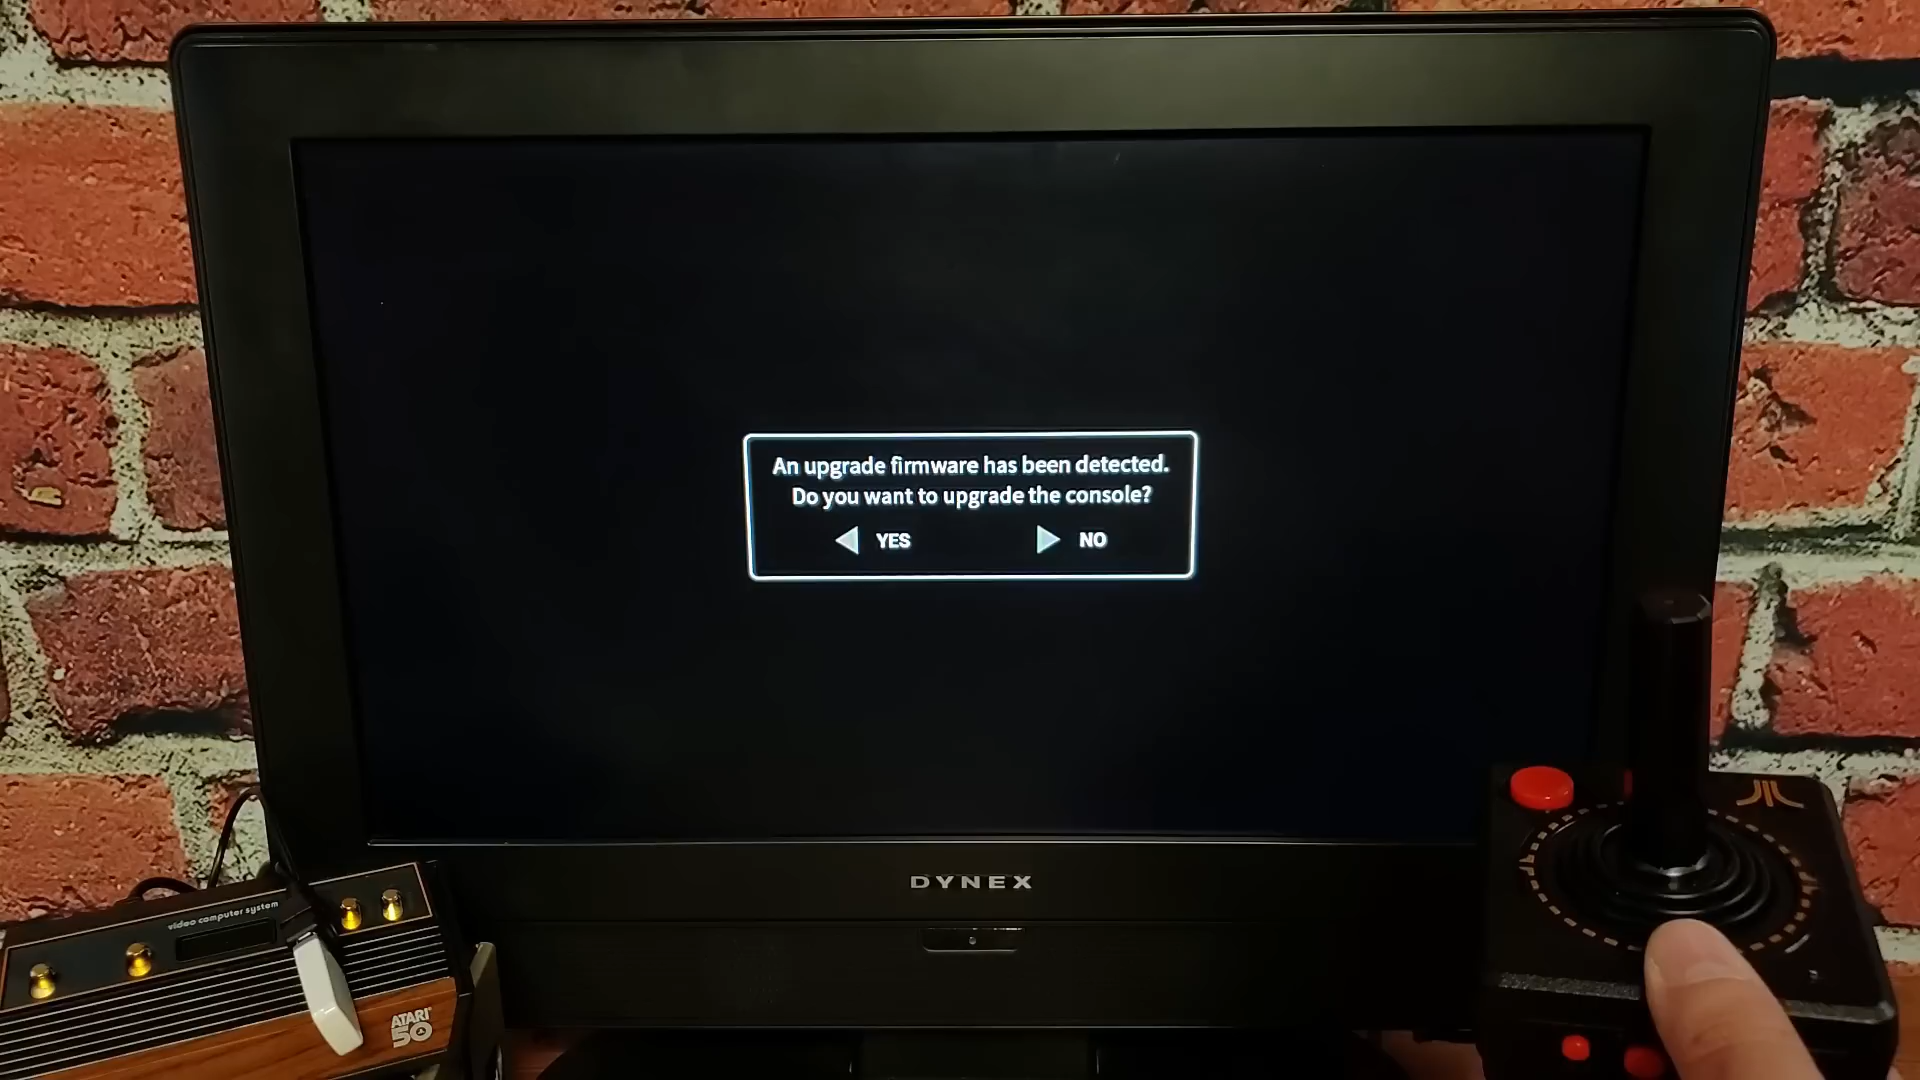 An upgrade firmware has been detected.
Do you want to upgrade the console?
YES NO
DYNEX
video computer system
ATARI
50